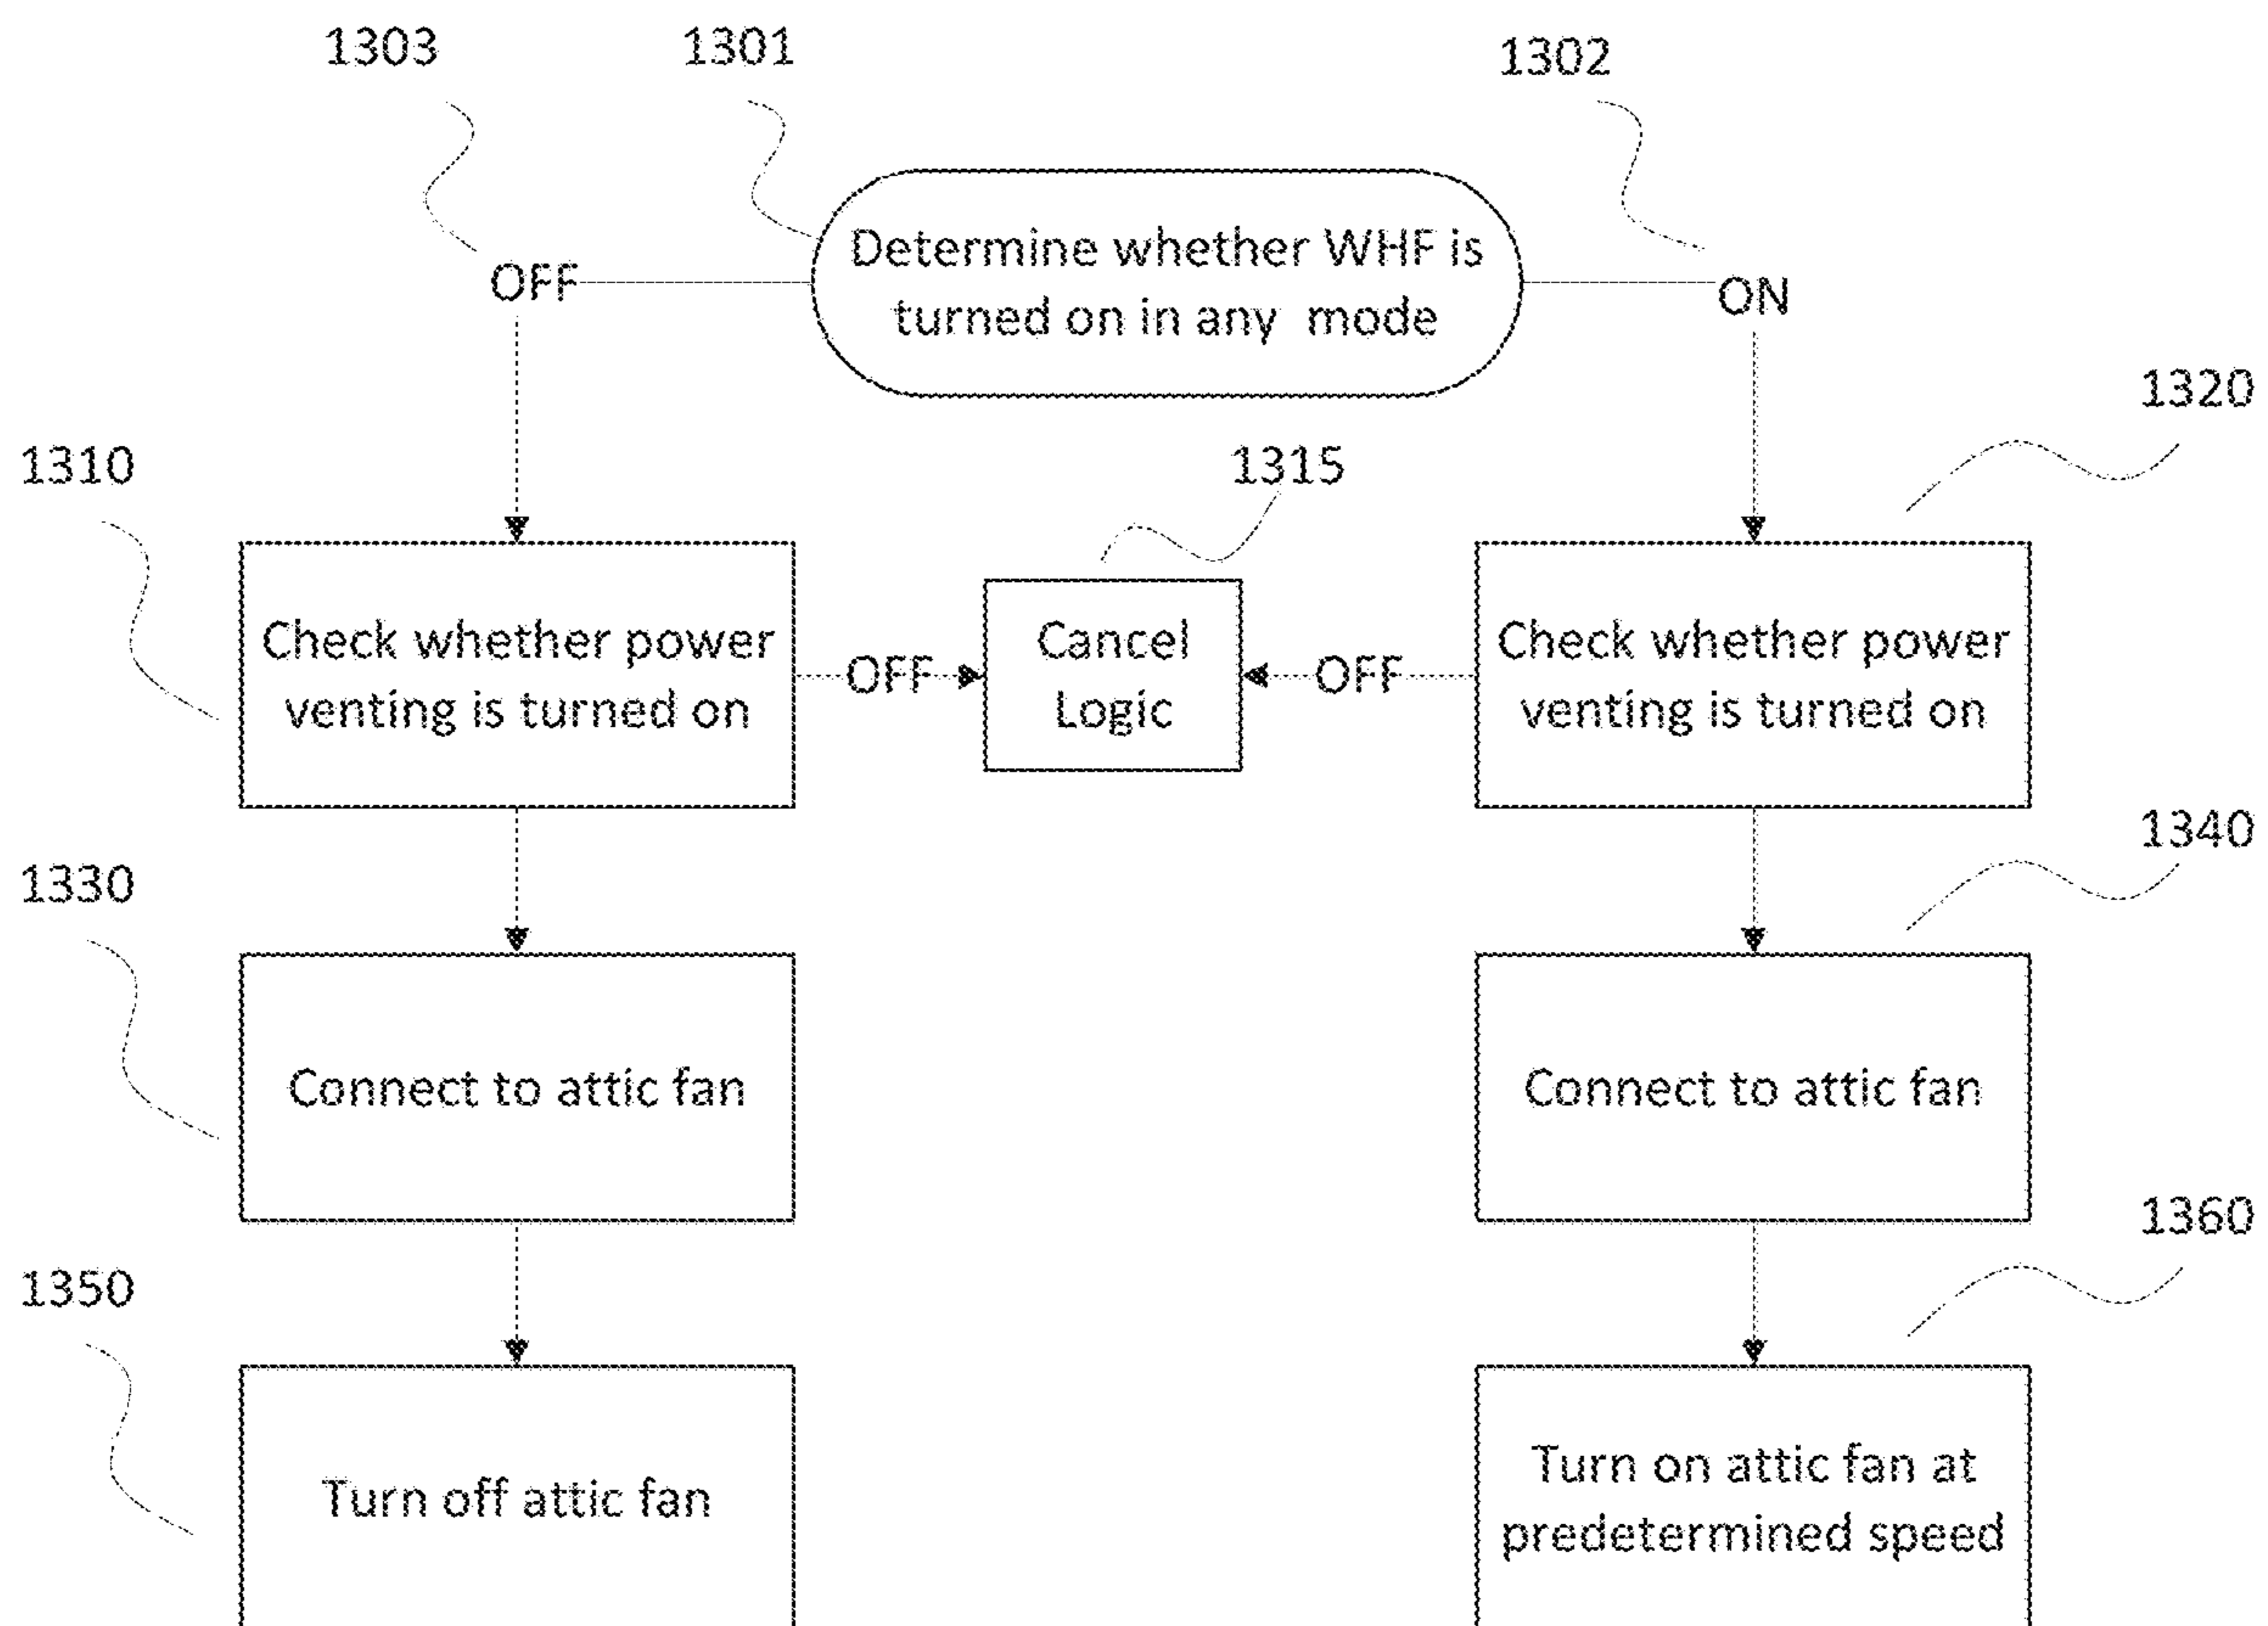 1303
1301
1302
Determine whether WHF is
turned on in any mode
OFF
ON
1320
1310
1315
Check whether power
venting is turned on
OFF
Cancel
Logic
OFF
Check whether power
venting is turned on
1340
1330
Connect to attic fan
Connect to attic fan
1360
1350
Turn off attic fan
Turn on attic fan at
predetermined speed